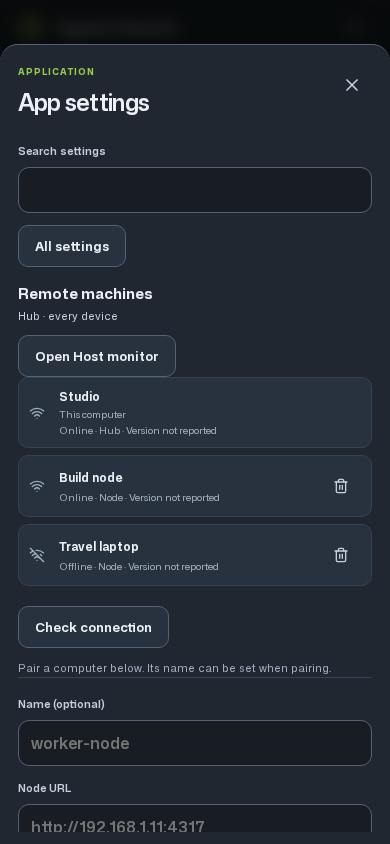 APPLICATION
App settings
Search settings
All settings
Remote machines
Hub · every device
Open Host monitor
Studio
This computer
Online · Hub · Version not reported
Build node
Online · Node · Version not reported
Travel laptop
Offline · Node · Version not reported
Check connection
Pair a computer below. Its name can be set when pairing.
Name (optional)
worker-node
Node URL
http://192.168.1.11:4317